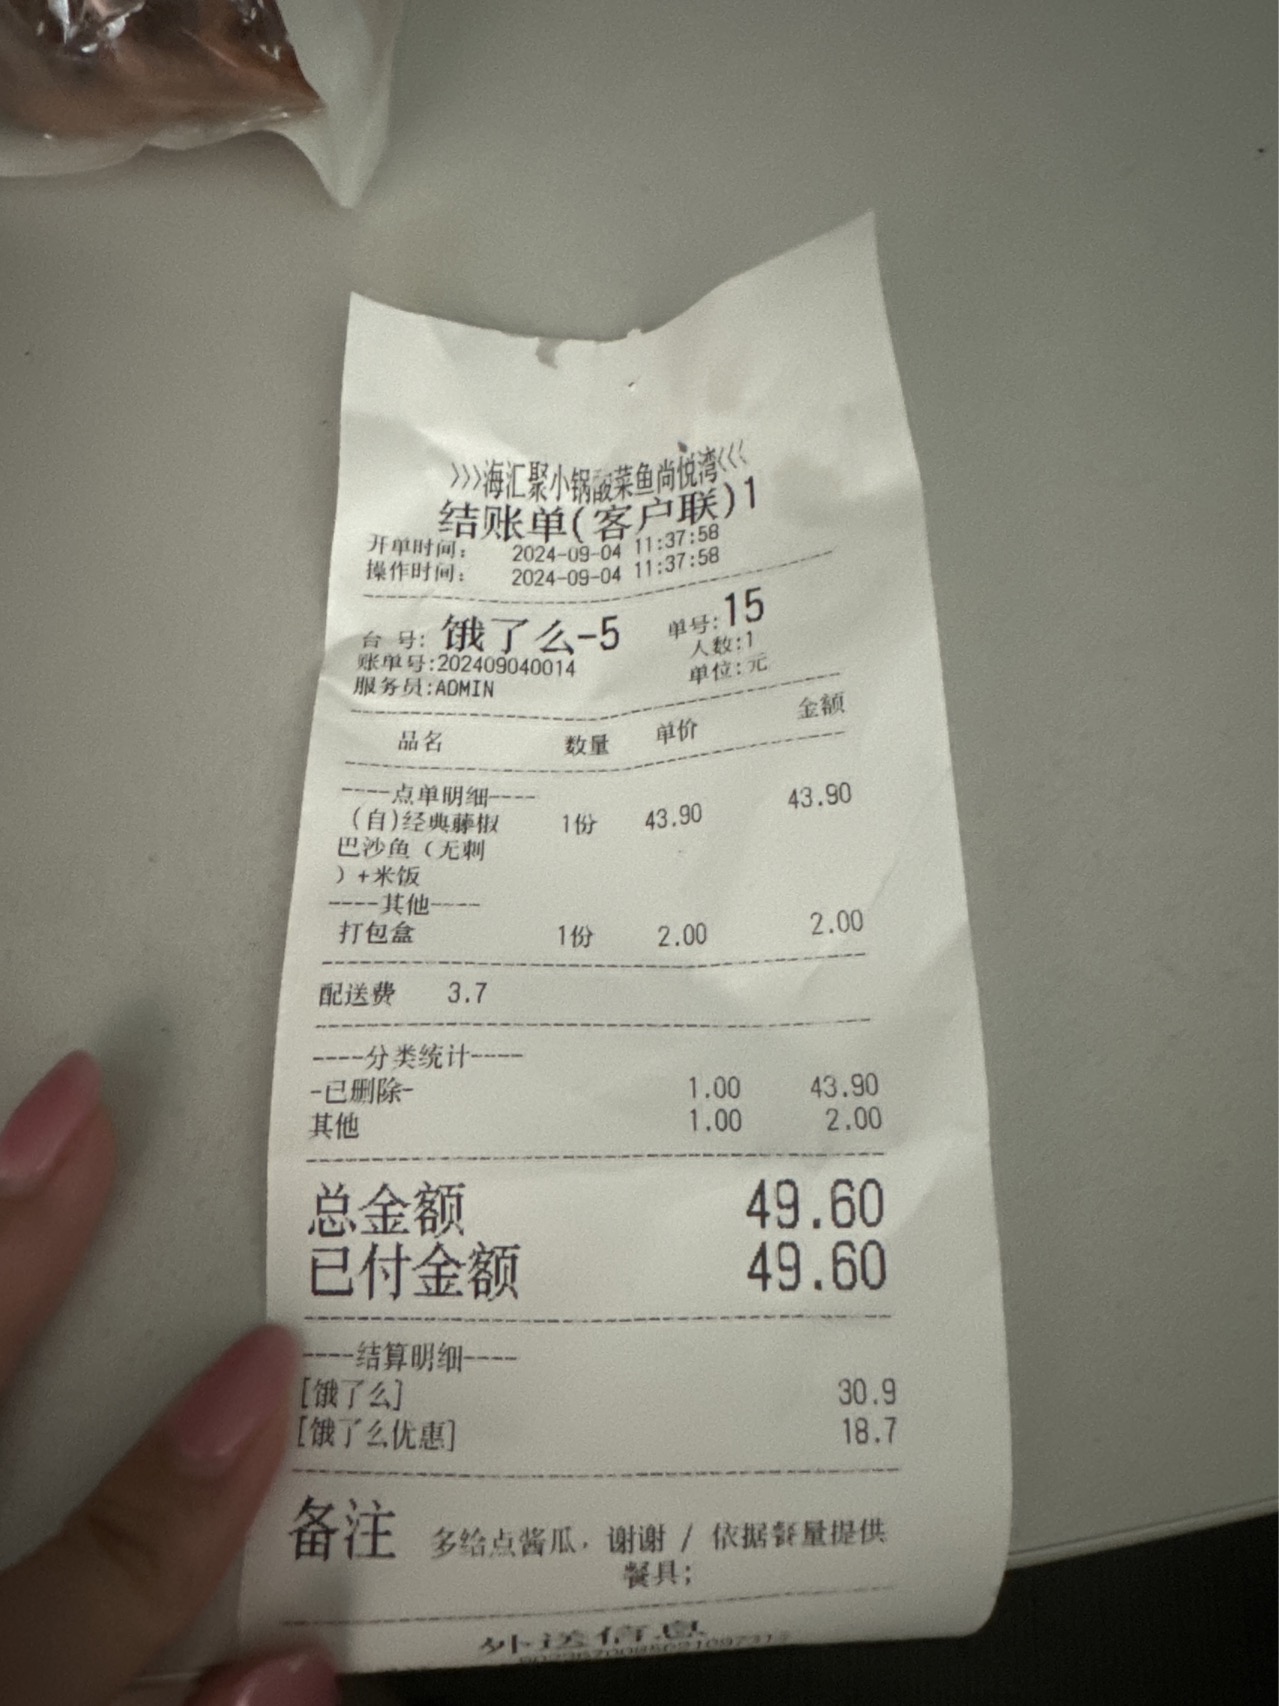 >>>海汇聚小锅酸菜鱼尚悦湾<<<
结账单(客户联)1
开单时间: 2024-09-04 11:37:58
操作时间: 2024-09-04 11:37:58
台 号: 饿了么-5 单号:15
人数:1
账单号:202409040014
单位:元
服务员:ADMIN
品名 数量 单价 金额
----点单明细----
(自)经典藤椒 1份 43.90 43.90
巴沙鱼（无刺
）+米饭
----其他----
打包盒 1份 2.00 2.00
配送费 3.7
----分类统计----
-已删除- 1.00 43.90
其他 1.00 2.00
总金额 49.60
已付金额 49.60
----结算明细----
[饿了么] 30.9
[饿了么优惠] 18.7
备注 多给点酱瓜，谢谢 / 依据餐量提供
餐具;
外送信息